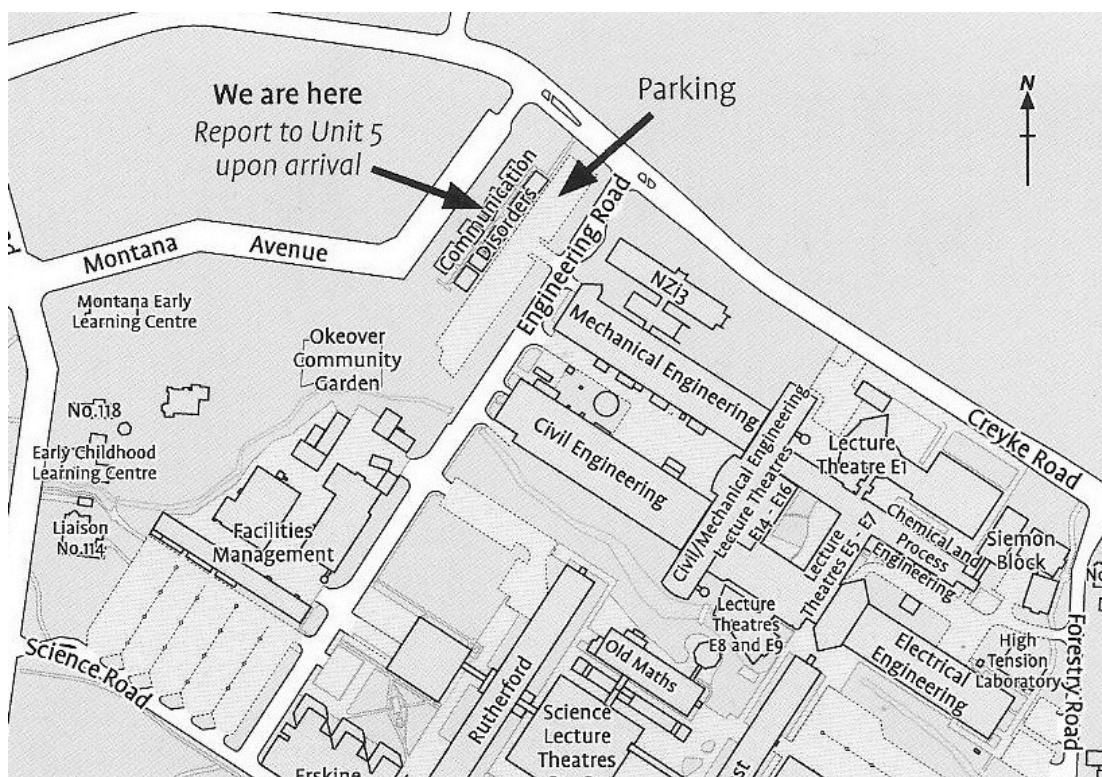 We are here
Report to Unit 5
upon arrival
Parking
N
Communication
Disorders
Engineering Road
Montana
Avenue
Montana Early
Learning Centre
NZi3
Okeover
Community
Garden
Mechanical Engineering
No.118
Early Childhood
Learning Centre
Civil Engineering
Civil/Mechanical Engineering
Lecture Theatres
E14 - E16
Lecture
Theatre E1
Creyke Road
Liaison
No.114
Facilities
Management
Lecture
Theatres E5 - E7
Chemical and
Process
Engineering
Siemon
Block
Lecture
Theatres
E8 and E9
Science Road
Rutherford
Old Maths
Electrical
Engineering
High
Tension
Laboratory
Forestry Road
Science
Lecture
Theatres
Erskine